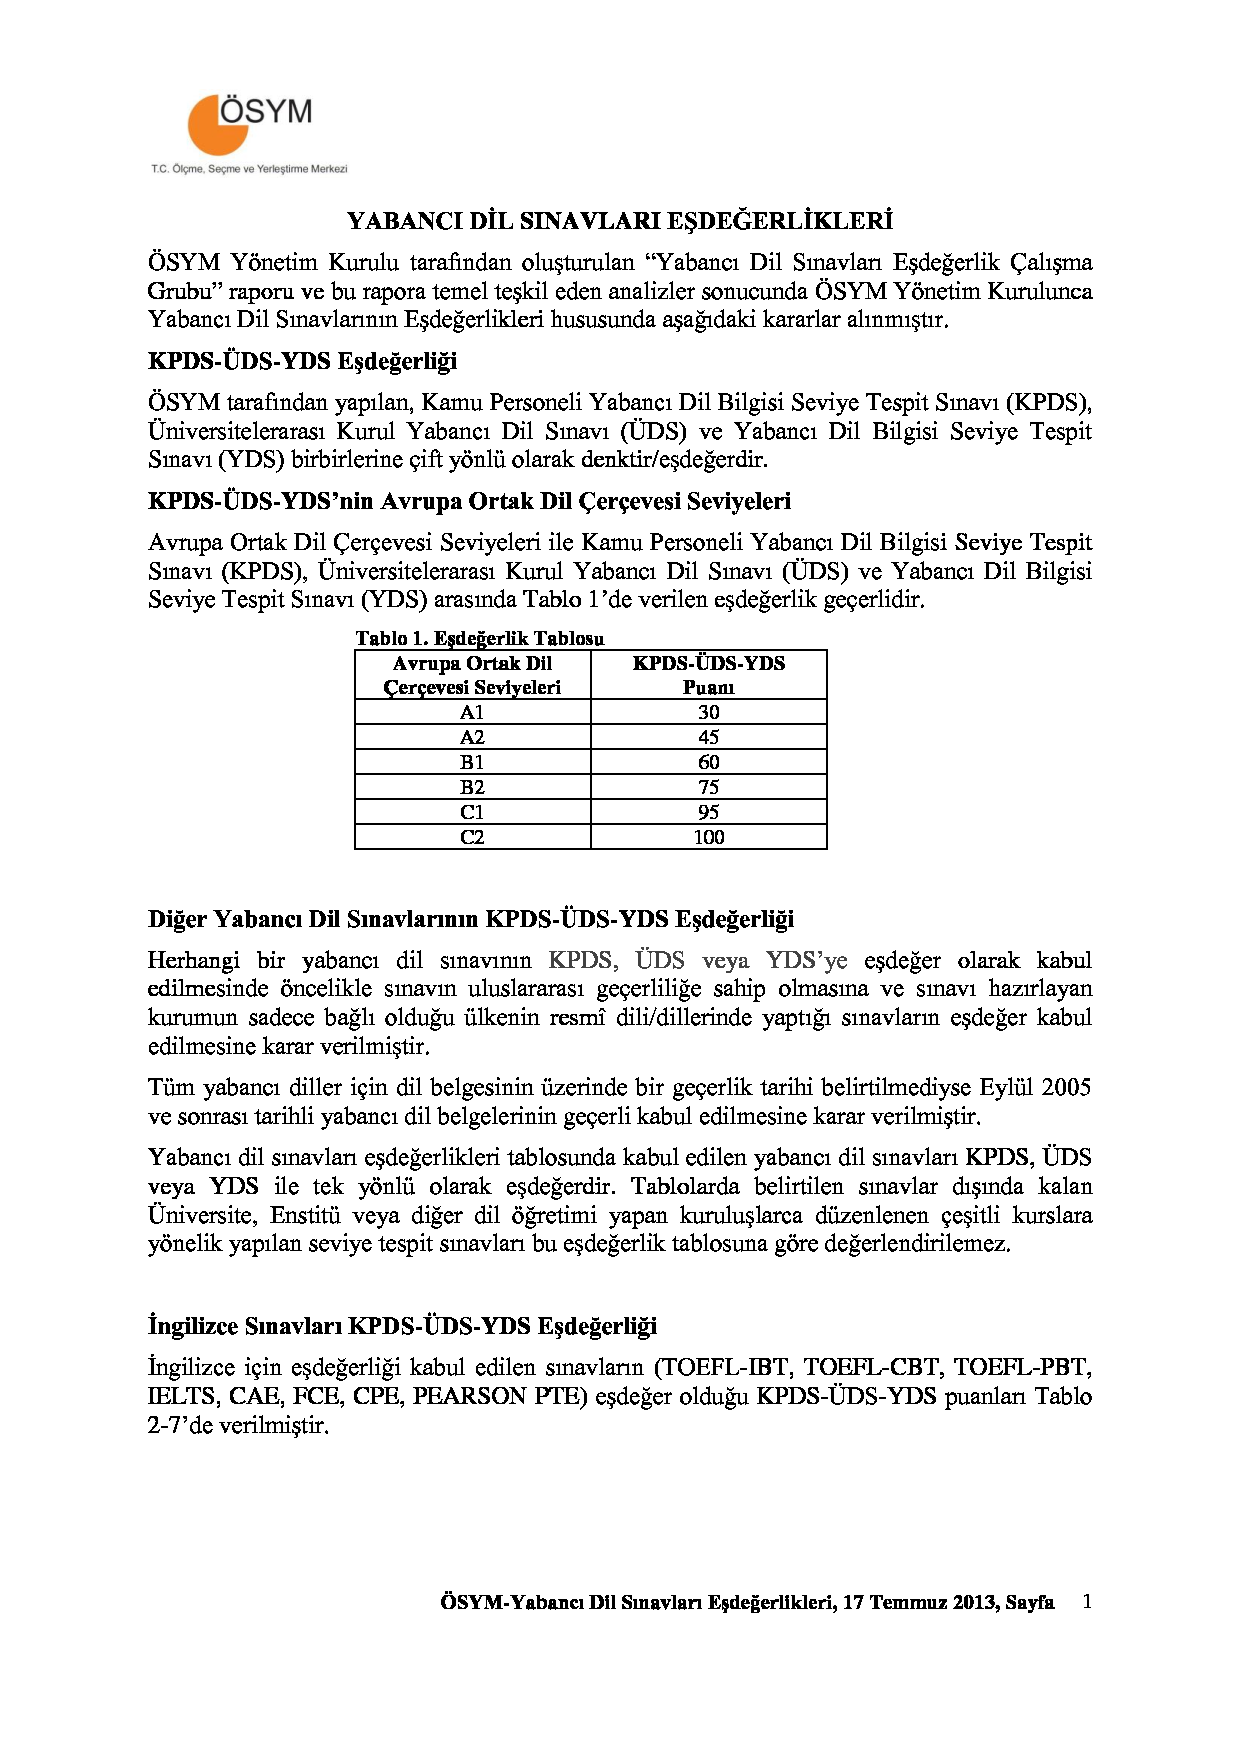 ÖSYM
T.C. Ölçme, Seçme ve Yerleştirme Merkezi
YABANCI DİL SINAVLARI EŞDEĞERLİKLERİ
ÖSYM Yönetim Kurulu tarafından oluşturulan “Yabancı Dil Sınavları Eşdeğerlik Çalışma
Grubu” raporu ve bu rapora temel teşkil eden analizler sonucunda ÖSYM Yönetim Kurulunca
Yabancı Dil Sınavlarının Eşdeğerlikleri hususunda aşağıdaki kararlar alınmıştır.
KPDS-ÜDS-YDS Eşdeğerliği
ÖSYM tarafından yapılan, Kamu Personeli Yabancı Dil Bilgisi Seviye Tespit Sınavı (KPDS),
Üniversitelerarası Kurul Yabancı Dil Sınavı (ÜDS) ve Yabancı Dil Bilgisi Seviye Tespit
Sınavı (YDS) birbirlerine çift yönlü olarak denktir/eşdeğerdir.
KPDS-ÜDS-YDS’nin Avrupa Ortak Dil Çerçevesi Seviyeleri
Avrupa Ortak Dil Çerçevesi Seviyeleri ile Kamu Personeli Yabancı Dil Bilgisi Seviye Tespit
Sınavı (KPDS), Üniversitelerarası Kurul Yabancı Dil Sınavı (ÜDS) ve Yabancı Dil Bilgisi
Seviye Tespit Sınavı (YDS) arasında Tablo 1’de verilen eşdeğerlik geçerlidir.
Tablo 1. Eşdeğerlik Tablosu
Avrupa Ortak Dil KPDS-ÜDS-YDS
Çerçevesi Seviyeleri Puanı
A1 30
A2 45
B1 60
B2 75
C1 95
C2 100
Diğer Yabancı Dil Sınavlarının KPDS-ÜDS-YDS Eşdeğerliği
Herhangi bir yabancı dil sınavının KPDS, ÜDS veya YDS’ye eşdeğer olarak kabul
edilmesinde öncelikle sınavın uluslararası geçerliliğe sahip olmasına ve sınavı hazırlayan
kurumun sadece bağlı olduğu ülkenin resmî dili/dillerinde yaptığı sınavların eşdeğer kabul
edilmesine karar verilmiştir.
Tüm yabancı diller için dil belgesinin üzerinde bir geçerlik tarihi belirtilmediyse Eylül 2005
ve sonrası tarihli yabancı dil belgelerinin geçerli kabul edilmesine karar verilmiştir.
Yabancı dil sınavları eşdeğerlikleri tablosunda kabul edilen yabancı dil sınavları KPDS, ÜDS
veya YDS ile tek yönlü olarak eşdeğerdir. Tablolarda belirtilen sınavlar dışında kalan
Üniversite, Enstitü veya diğer dil öğretimi yapan kuruluşlarca düzenlenen çeşitli kurslara
yönelik yapılan seviye tespit sınavları bu eşdeğerlik tablosuna göre değerlendirilemez.
İngilizce Sınavları KPDS-ÜDS-YDS Eşdeğerliği
İngilizce için eşdeğerliği kabul edilen sınavların (TOEFL-IBT, TOEFL-CBT, TOEFL-PBT,
IELTS, CAE, FCE, CPE, PEARSON PTE) eşdeğer olduğu KPDS-ÜDS-YDS puanları Tablo
2-7’de verilmiştir.
ÖSYM-Yabancı Dil Sınavları Eşdeğerlikleri, 17 Temmuz 2013, Sayfa 1